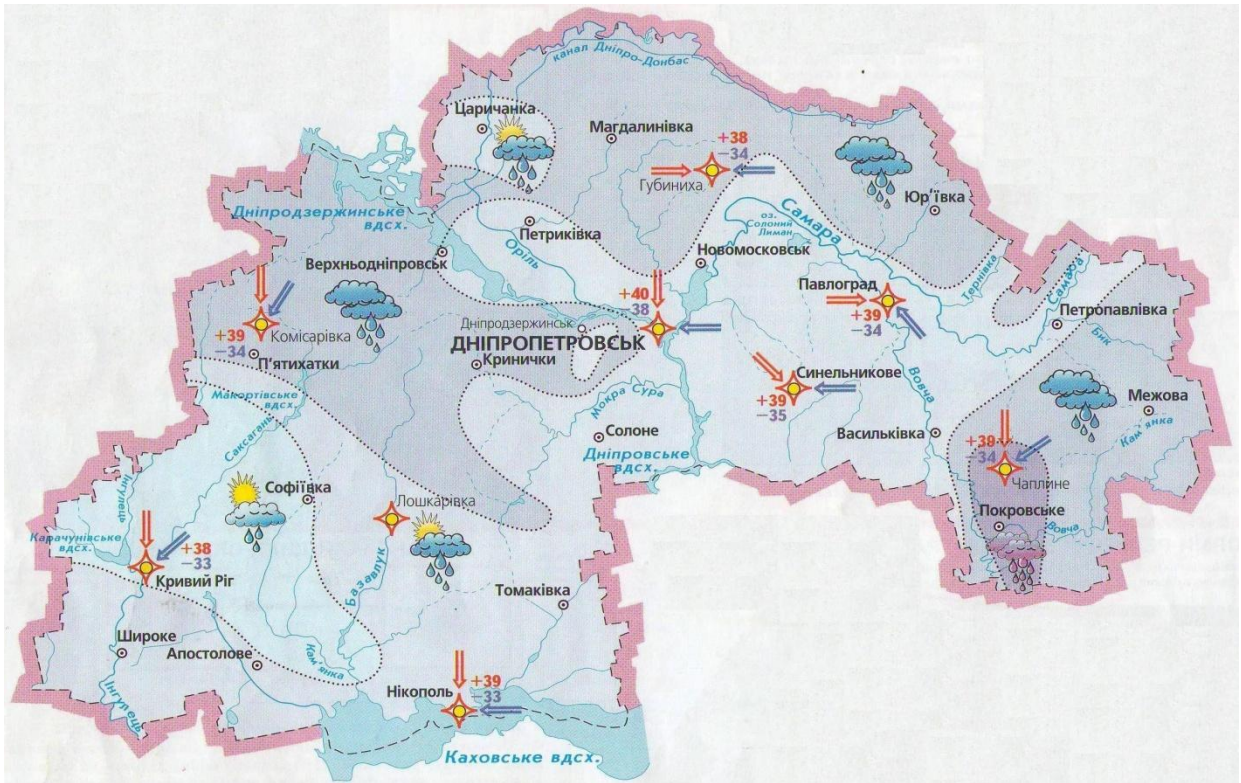 канал Дніпро-Донбас
Царичанка
Магдалинівка
+38
−34
Губиниха
Юр'ївка
Дніпродзержинське
вдсх.
Петриківка
Оріль
оз.
Солоний
Лиман
Самара
Новомосковськ
Верхньодніпровськ
Тернівка
Самара
Павлоград
+39
−34
Петропавлівка
+40
−38
Дніпродзержинськ
ДНІПРОПЕТРОВСЬК
+39
−34
Комісарівка
П'ятихатки
Кринички
Бик
Синельникове
+39
−35
Макортівське
вдсх.
Саксагань
Мокра Сура
Вовча
Межова
Кам'янка
Солоне
Дніпровське
вдсх.
Васильківка
+39
−34
Чаплине
Інгулець
Софіївка
Лошкарівка
Покровське
Вовча
Карачунівське
вдсх.
+38
−33
Кривий Ріг
Базавлук
Томаківка
Широке
Апостолове
Кам'янка
Інгулець
Нікополь
+39
−33
Каховське вдсх.